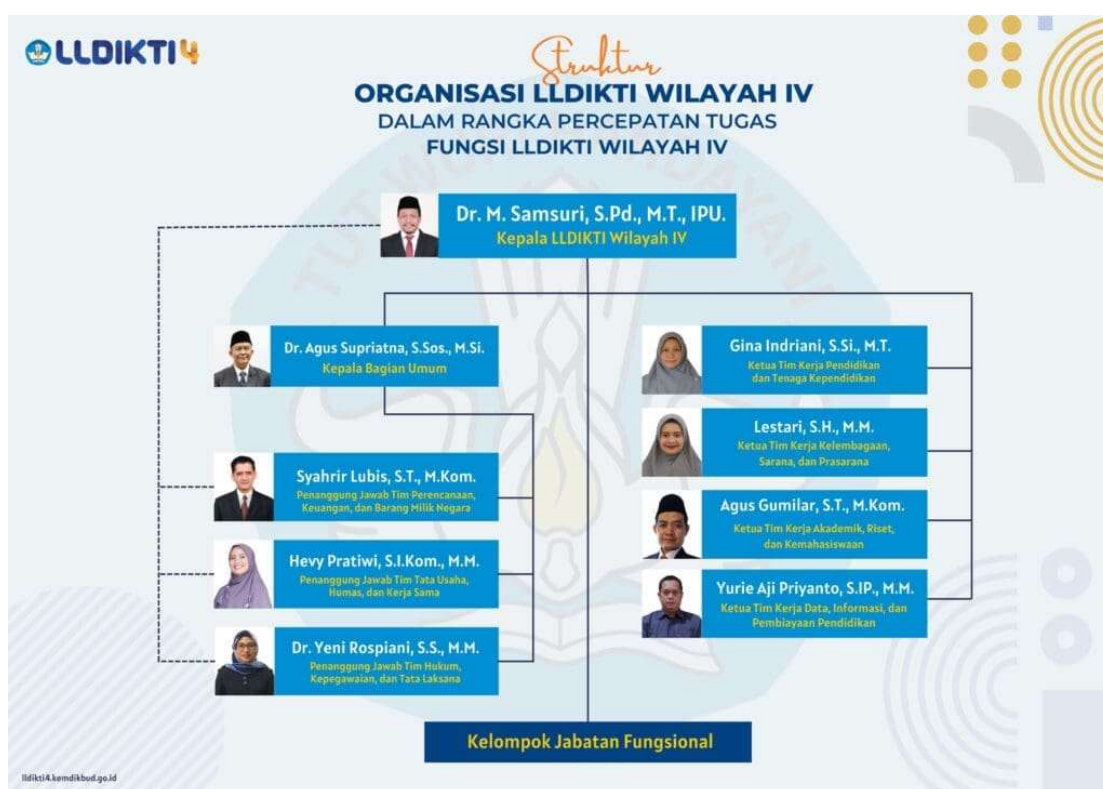 LLDIKTI 4
Struktur
ORGANISASI LLDIKTI WILAYAH IV
DALAM RANGKA PERCEPATAN TUGAS
FUNGSI LLDIKTI WILAYAH IV
TUT WURI HANDAYANI
Dr. M. Samsuri, S.Pd., M.T., IPU.
Kepala LLDIKTI Wilayah IV
Dr. Agus Supriatna, S.Sos., M.Si.
Kepala Bagian Umum
Syahrir Lubis, S.T., M.Kom.
Penanggung Jawab Tim Perencanaan,
Keuangan, dan Barang Milik Negara
Hevy Pratiwi, S.I.Kom., M.M.
Penanggung Jawab Tim Tata Usaha,
Humas, dan Kerja Sama
Dr. Yeni Rospiani, S.S., M.M.
Penanggung Jawab Tim Hukum,
Kepegawaian, dan Tata Laksana
Gina Indriani, S.Si., M.T.
Ketua Tim Kerja Pendidikan
dan Tenaga Kependidikan
Lestari, S.H., M.M.
Ketua Tim Kerja Kelembagaan,
Sarana, dan Prasarana
Agus Gumilar, S.T., M.Kom.
Ketua Tim Kerja Akademik, Riset,
dan Kemahasiswaan
Yurie Aji Priyanto, S.IP., M.M.
Ketua Tim Kerja Data, Informasi, dan
Pembiayaan Pendidikan
Kelompok Jabatan Fungsional
lldikti4.kemdikbud.go.id